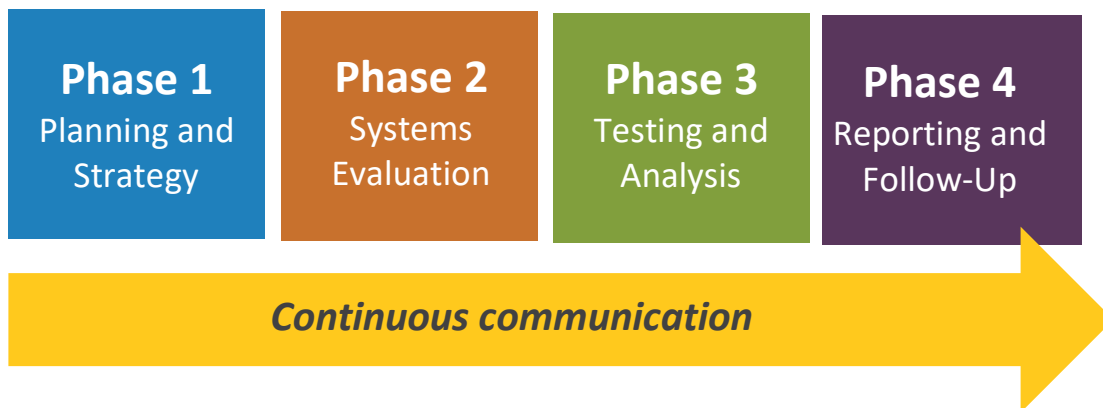 Phase 1
Planning and
Strategy
Phase 2
Systems
Evaluation
Phase 3
Testing and
Analysis
Phase 4
Reporting and
Follow-Up
Continuous communication